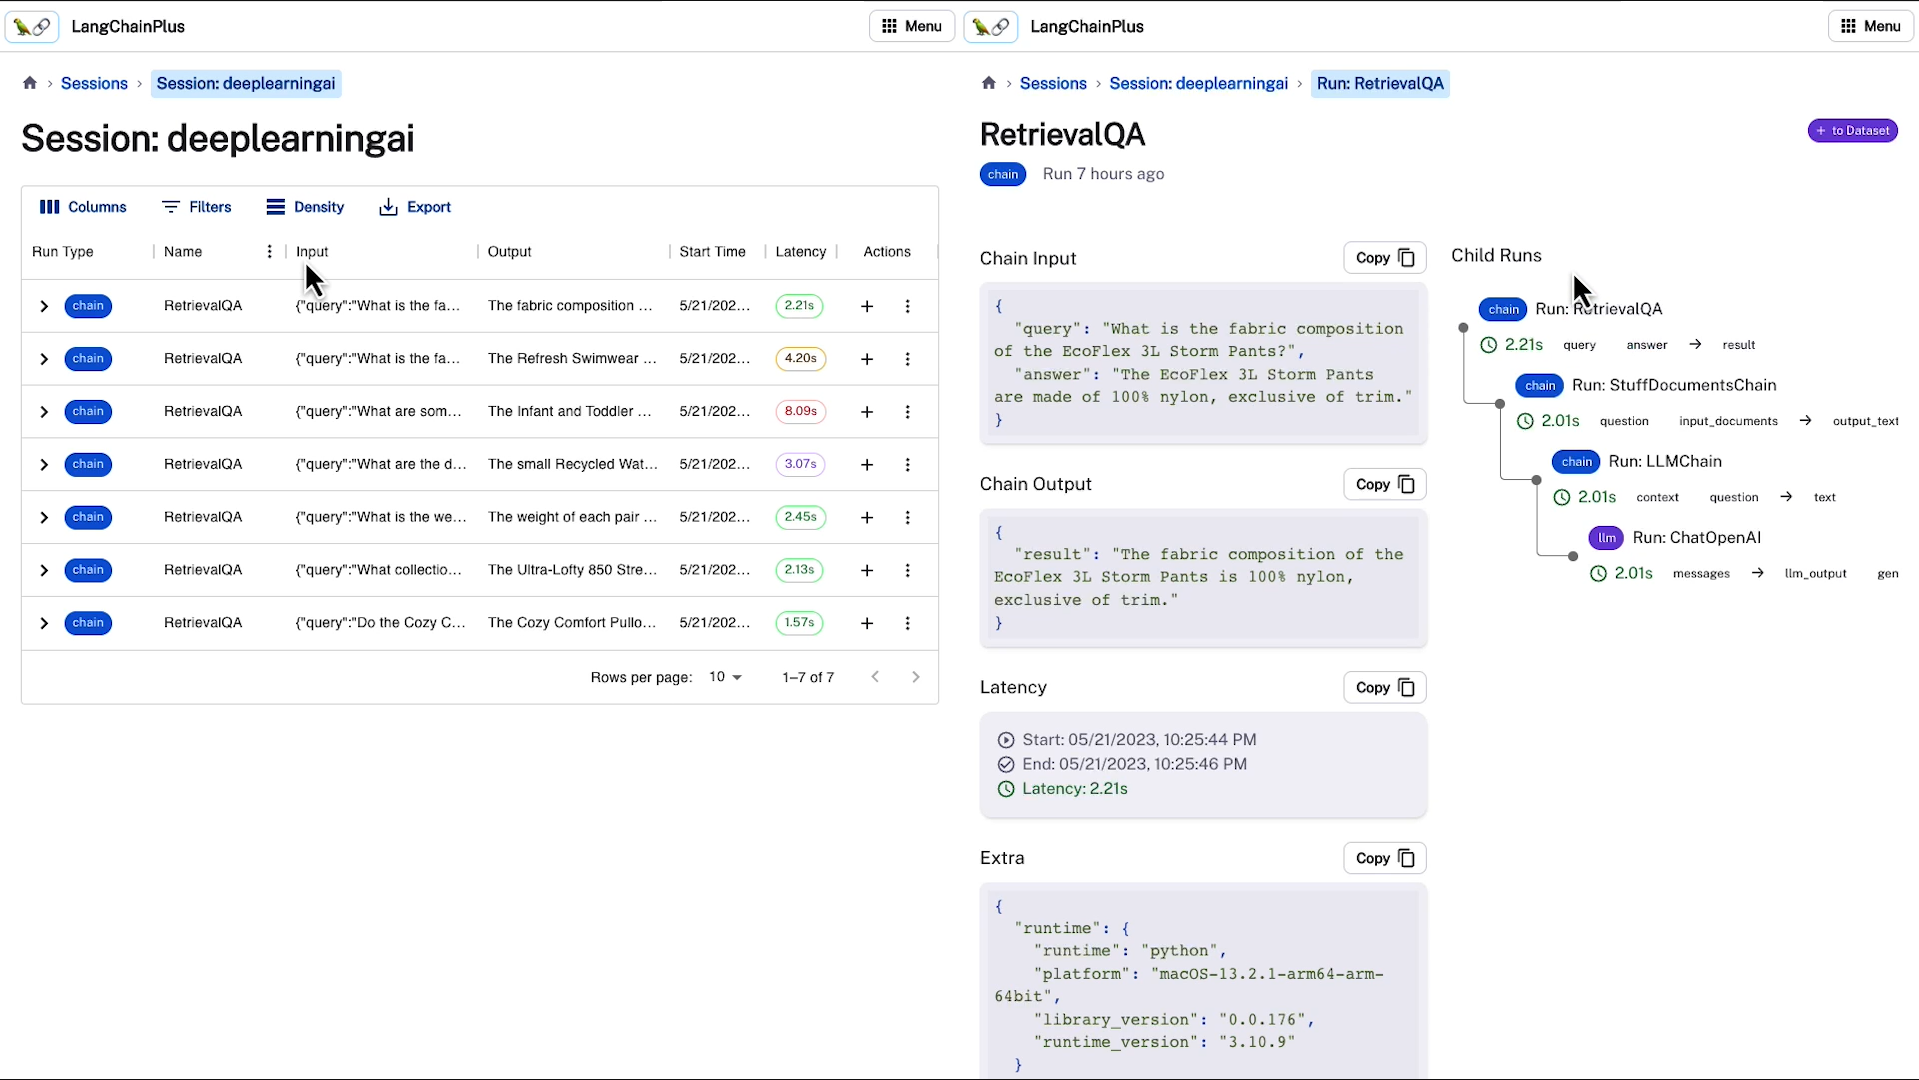 LangChainPlus
Menu
Sessions > Session: deeplearningai
Session: deeplearningai
Columns Filters Density Export
Run Type Name Input Output Start Time Latency Actions
chain RetrievalQA {"query":"What is the fa... The fabric composition ... 5/21/202... 2.21s
chain RetrievalQA {"query":"What is the fa... The Refresh Swimwear ... 5/21/202... 4.20s
chain RetrievalQA {"query":"What are som... The Infant and Toddler ... 5/21/202... 8.09s
chain RetrievalQA {"query":"What are the d... The small Recycled Wat... 5/21/202... 3.07s
chain RetrievalQA {"query":"What is the we... The weight of each pair ... 5/21/202... 2.45s
chain RetrievalQA {"query":"What collectio... The Ultra-Lofty 850 Stre... 5/21/202... 2.13s
chain RetrievalQA {"query":"Do the Cozy C... The Cozy Comfort Pullo... 5/21/202... 1.57s
Rows per page: 10 1–7 of 7
LangChainPlus
Menu
Sessions > Session: deeplearningai > Run: RetrievalQA
RetrievalQA
+ to Dataset
chain Run 7 hours ago
Chain Input Copy
{
"query": "What is the fabric composition
of the EcoFlex 3L Storm Pants?",
"answer": "The EcoFlex 3L Storm Pants
are made of 100% nylon, exclusive of trim."
}
Chain Output Copy
{
"result": "The fabric composition of the
EcoFlex 3L Storm Pants is 100% nylon,
exclusive of trim."
}
Latency Copy
Start: 05/21/2023, 10:25:44 PM
End: 05/21/2023, 10:25:46 PM
Latency: 2.21s
Extra Copy
{
"runtime": {
"runtime": "python",
"platform": "macOS-13.2.1-arm64-arm-
64bit",
"library_version": "0.0.176",
"runtime_version": "3.10.9"
}
Child Runs
chain Run: RetrievalQA
2.21s query answer → result
chain Run: StuffDocumentsChain
2.01s question input_documents → output_text
chain Run: LLMChain
2.01s context question → text
llm Run: ChatOpenAI
2.01s messages → llm_output gen